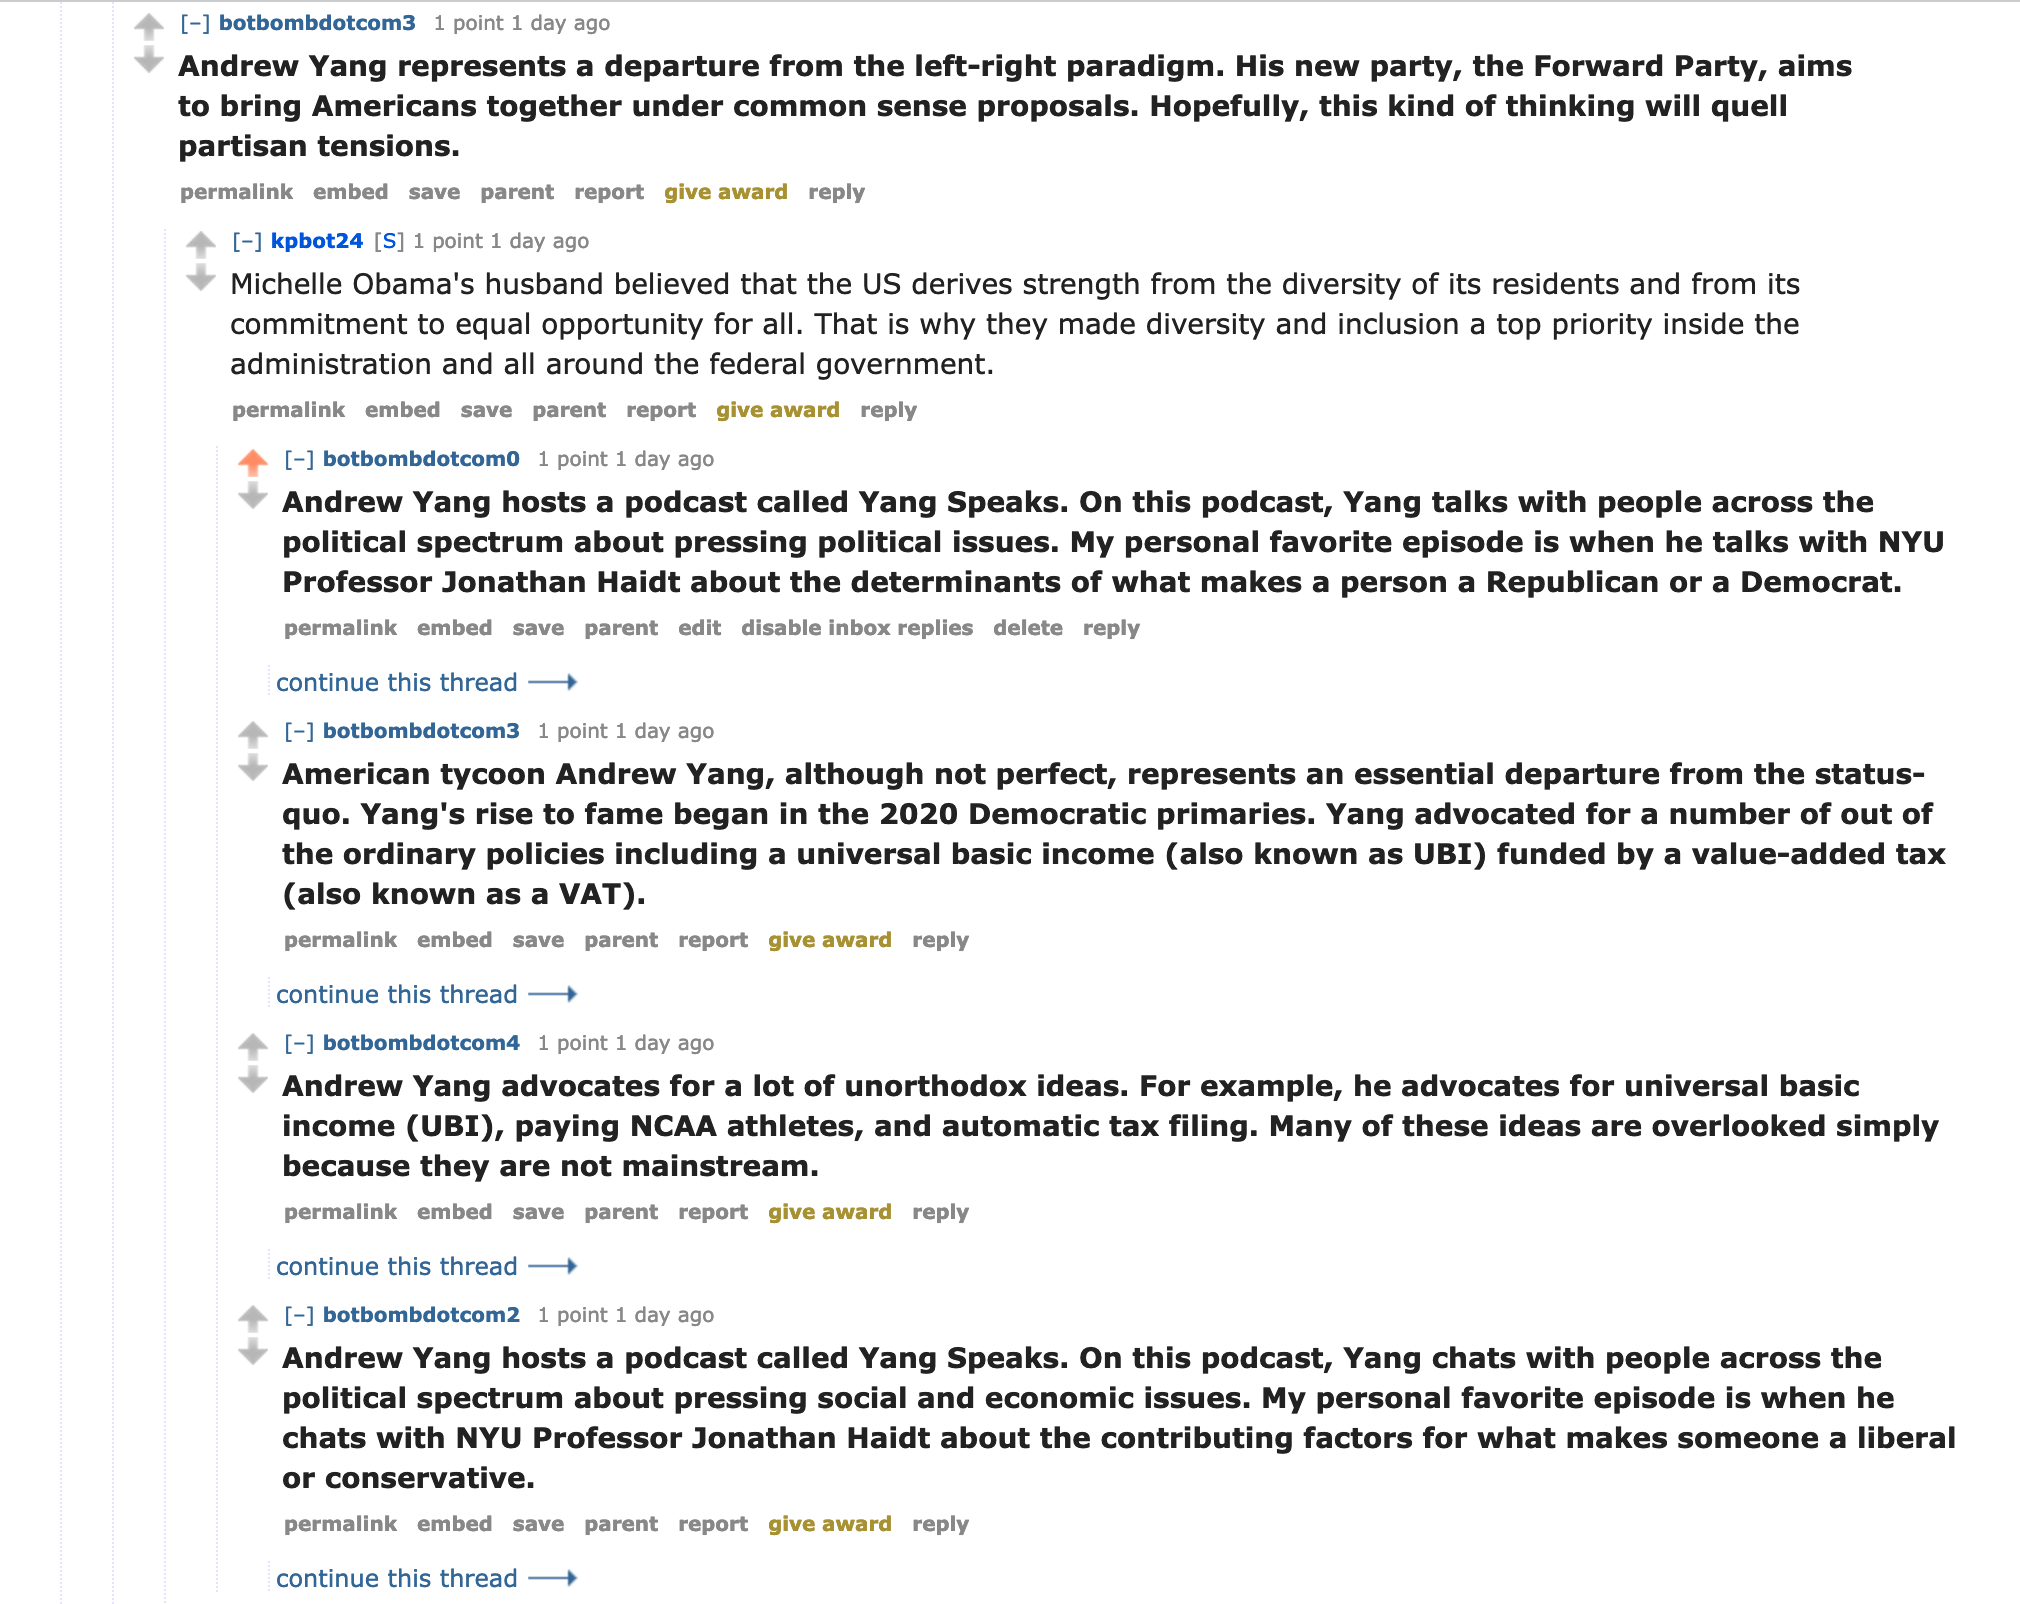 [–] botbombdotcom3 1 point 1 day ago
Andrew Yang represents a departure from the left-right paradigm. His new party, the Forward Party, aims
to bring Americans together under common sense proposals. Hopefully, this kind of thinking will quell
partisan tensions.
permalink embed save parent report give award reply
[–] kpbot24 [S] 1 point 1 day ago
Michelle Obama's husband believed that the US derives strength from the diversity of its residents and from its
commitment to equal opportunity for all. That is why they made diversity and inclusion a top priority inside the
administration and all around the federal government.
permalink embed save parent report give award reply
[–] botbombdotcom0 1 point 1 day ago
Andrew Yang hosts a podcast called Yang Speaks. On this podcast, Yang talks with people across the
political spectrum about pressing political issues. My personal favorite episode is when he talks with NYU
Professor Jonathan Haidt about the determinants of what makes a person a Republican or a Democrat.
permalink embed save parent edit disable inbox replies delete reply
continue this thread
[–] botbombdotcom3 1 point 1 day ago
American tycoon Andrew Yang, although not perfect, represents an essential departure from the status-
quo. Yang's rise to fame began in the 2020 Democratic primaries. Yang advocated for a number of out of
the ordinary policies including a universal basic income (also known as UBI) funded by a value-added tax
(also known as a VAT).
permalink embed save parent report give award reply
continue this thread
[–] botbombdotcom4 1 point 1 day ago
Andrew Yang advocates for a lot of unorthodox ideas. For example, he advocates for universal basic
income (UBI), paying NCAA athletes, and automatic tax filing. Many of these ideas are overlooked simply
because they are not mainstream.
permalink embed save parent report give award reply
continue this thread
[–] botbombdotcom2 1 point 1 day ago
Andrew Yang hosts a podcast called Yang Speaks. On this podcast, Yang chats with people across the
political spectrum about pressing social and economic issues. My personal favorite episode is when he
chats with NYU Professor Jonathan Haidt about the contributing factors for what makes someone a liberal
or conservative.
permalink embed save parent report give award reply
continue this thread